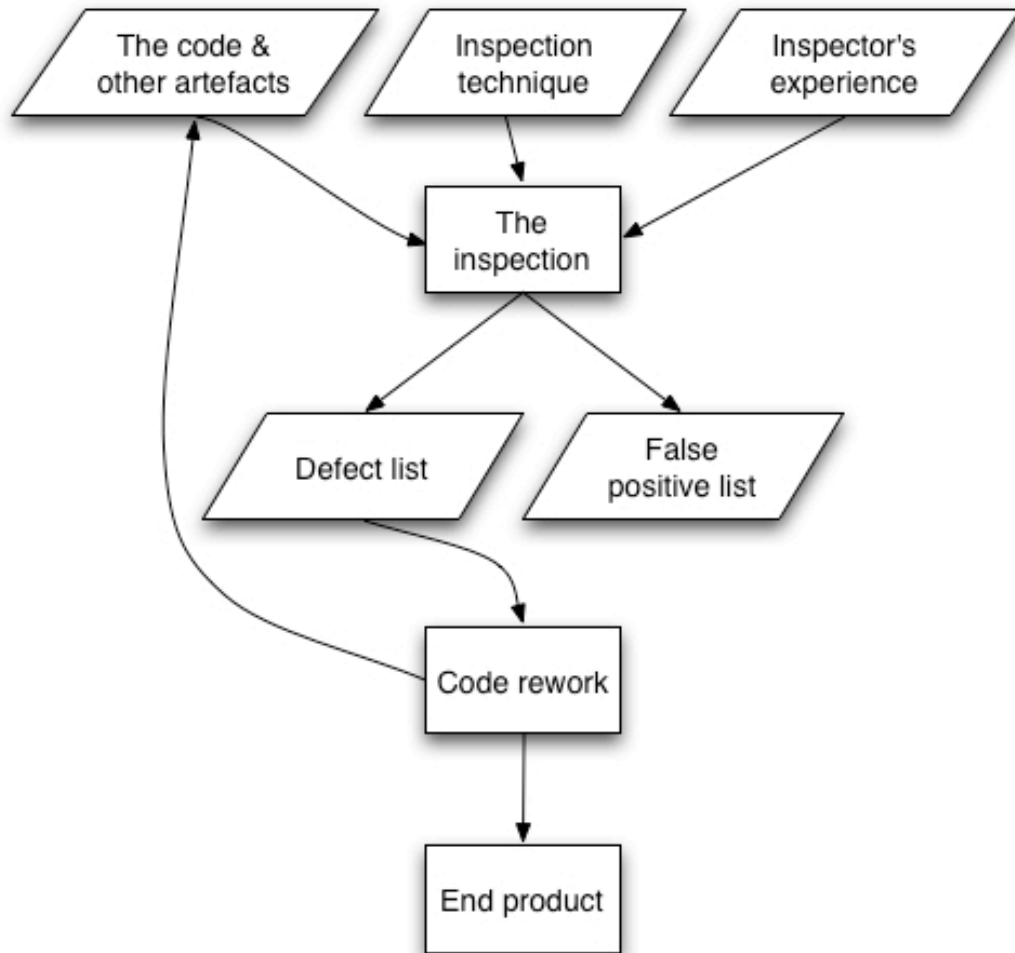 The code &
other artefacts
Inspection
technique
Inspector's
experience
The
inspection
Defect list
False
positive list
Code rework
End product